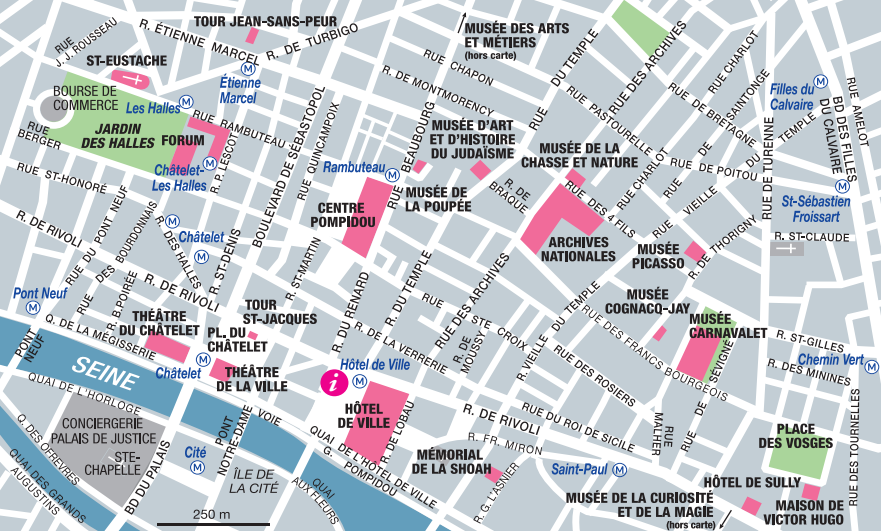 TOUR JEAN-SANS-PEUR
R. ÉTIENNE MARCEL
R. DE TURBIGO
RUE
J. J. ROUSSEAU
ST-EUSTACHE
M
Étienne
Marcel
MUSÉE DES ARTS
ET MÉTIERS
(hors carte)
RUE CHAPON
R. DE MONTMORENCY
RUE DU TEMPLE
RUE DES ARCHIVES
RUE PASTOURELLE
RUE CHARLOT
RUE DE BRETAGNE
RUE DE SAINTONGE
Filles du
Calvaire
M
BD DES FILLES
DU CALVAIRE
RUE AMELOT
BOURSE DE
COMMERCE
Les Halles
M
RUE RAMBUTEAU
JARDIN
DES HALLES
FORUM
RUE
BERGER
R. P. LESCOT
Châtelet-
Les Halles
M
BOULEVARD DE SÉBASTOPOL
RUE QUINCAMPOIX
Rambuteau
M
RUE BEAUBOURG
MUSÉE D'ART
ET D'HISTOIRE
DU JUDAÏSME
MUSÉE DE LA
CHASSE ET NATURE
MUSÉE DE
LA POUPÉE
R. DE
BRAQUE
RUE DES 4 FILS
RUE CHARLOT
RUE VIEILLE DU TEMPLE
RUE DE POITOU
RUE DE TURENNE
St-Sébastien
Froissart
M
R. ST-CLAUDE
RUE ST-HONORÉ
CENTRE
POMPIDOU
ARCHIVES
NATIONALES
MUSÉE
PICASSO
R. DE THORIGNY
R. DE RIVOLI
RUE DU PONT NEUF
RUE DES BOURDONNAIS
R. DES HALLES
Châtelet
M
R. ST-DENIS
R. ST-MARTIN
R. DU RENARD
R. DU TEMPLE
RUE DES ARCHIVES
Pont Neuf
M
R. B. POIRÉE
R. DE RIVOLI
TOUR
ST-JACQUES
THÉÂTRE
DU CHÂTELET
PL. DU
CHÂTELET
Q. DE LA MÉGISSERIE
PONT
NEUF
SEINE
Châtelet
M
THÉÂTRE
DE LA VILLE
i
Hôtel de Ville
M
R. DE LA VERRERIE
RUE STE CROIX
R. DE
MOUSSY
R. VIEILLE DU TEMPLE
RUE DES FRANCS BOURGEOIS
RUE DES ROSIERS
MUSÉE
COGNACQ-JAY
MUSÉE
CARNAVALET
R. ST-GILLES
Chemin Vert
M
R. DES MINIMES
RUE DE SÉVIGNÉ
QUAI DE L'HORLOGE
CONCIERGERIE
PALAIS DE JUSTICE
STE-
CHAPELLE
Q. DES ORFEVRES
QUAI DES GRANDS
AUGUSTINS
BD DU PALAIS
Cité
M
PONT
NOTRE-DAME
VOIE
G. POMPIDOU
ÎLE DE
LA CITÉ
QUAI
AUX FLEURS
QUAI DE L'HÔTEL DE VILLE
HÔTEL
DE VILLE
R. DE LOBAU
R. DE RIVOLI
R. FR. MIRON
RUE DU ROI DE SICILE
RUE
MALHER
MÉMORIAL
DE LA SHOAH
R. G. L'ASNIER
Saint-Paul
M
PLACE
DES VOSGES
RUE DES TOURNELLES
HÔTEL DE SULLY
MAISON DE
VICTOR HUGO
MUSÉE DE LA CURIOSITÉ
ET DE LA MAGIE
(hors carte)
250 m